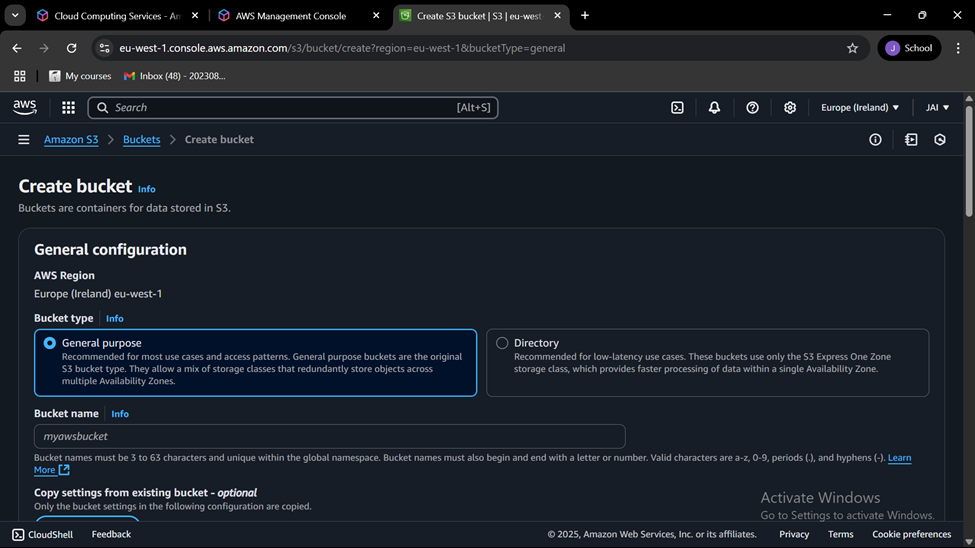 Cloud Computing Services - An
AWS Management Console
Create S3 bucket | S3 | eu-west-
eu-west-1.console.aws.amazon.com/s3/bucket/create?region=eu-west-1&bucketType=general
J School
My courses
Inbox (48) - 202308...
aws
Search [Alt+S]
Europe (Ireland)
JAI
Amazon S3 > Buckets > Create bucket
Create bucket Info
Buckets are containers for data stored in S3.
General configuration
AWS Region
Europe (Ireland) eu-west-1
Bucket type Info
General purpose
Recommended for most use cases and access patterns. General purpose buckets are the original
S3 bucket type. They allow a mix of storage classes that redundantly store objects across
multiple Availability Zones.
Directory
Recommended for low-latency use cases. These buckets use only the S3 Express One Zone
storage class, which provides faster processing of data within a single Availability Zone.
Bucket name Info
myawsbucket
Bucket names must be 3 to 63 characters and unique within the global namespace. Bucket names must also begin and end with a letter or number. Valid characters are a-z, 0-9, periods (.), and hyphens (-). Learn
More
Copy settings from existing bucket - optional
Only the bucket settings in the following configuration are copied.
Activate Windows
Go to Settings to activate Windows.
CloudShell
Feedback
© 2025, Amazon Web Services, Inc. or its affiliates.
Privacy
Terms
Cookie preferences